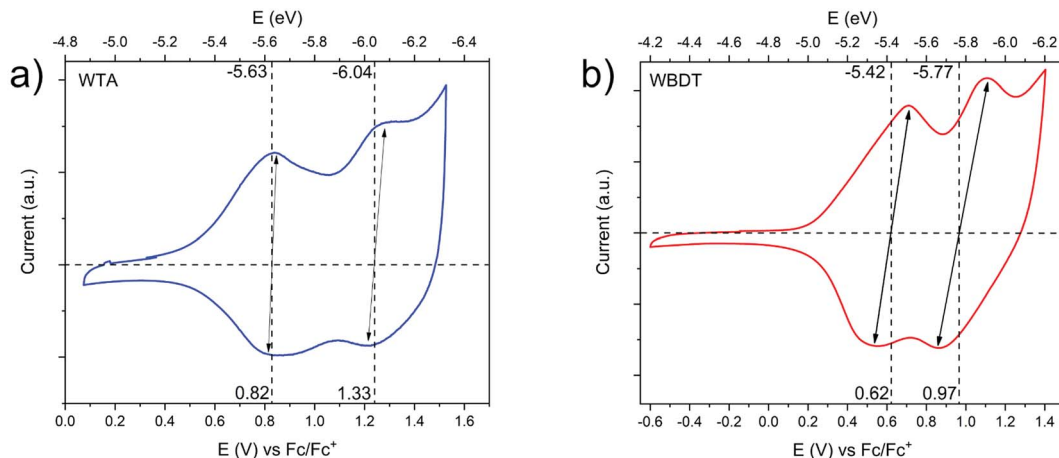 E (eV)
-4.8 -5.0 -5.2 -5.4 -5.6 -5.8 -6.0 -6.2 -6.4
a)
WTA
-5.63 -6.04
Current (a.u.)
0.82 1.33
0.0 0.2 0.4 0.6 0.8 1.0 1.2 1.4 1.6
E (V) vs Fc/Fc⁺
E (eV)
-4.2 -4.4 -4.6 -4.8 -5.0 -5.2 -5.4 -5.6 -5.8 -6.0 -6.2
b)
WBDT
-5.42 -5.77
Current (a.u.)
0.62 0.97
-0.6 -0.4 -0.2 0.0 0.2 0.4 0.6 0.8 1.0 1.2 1.4
E (V) vs Fc/Fc⁺